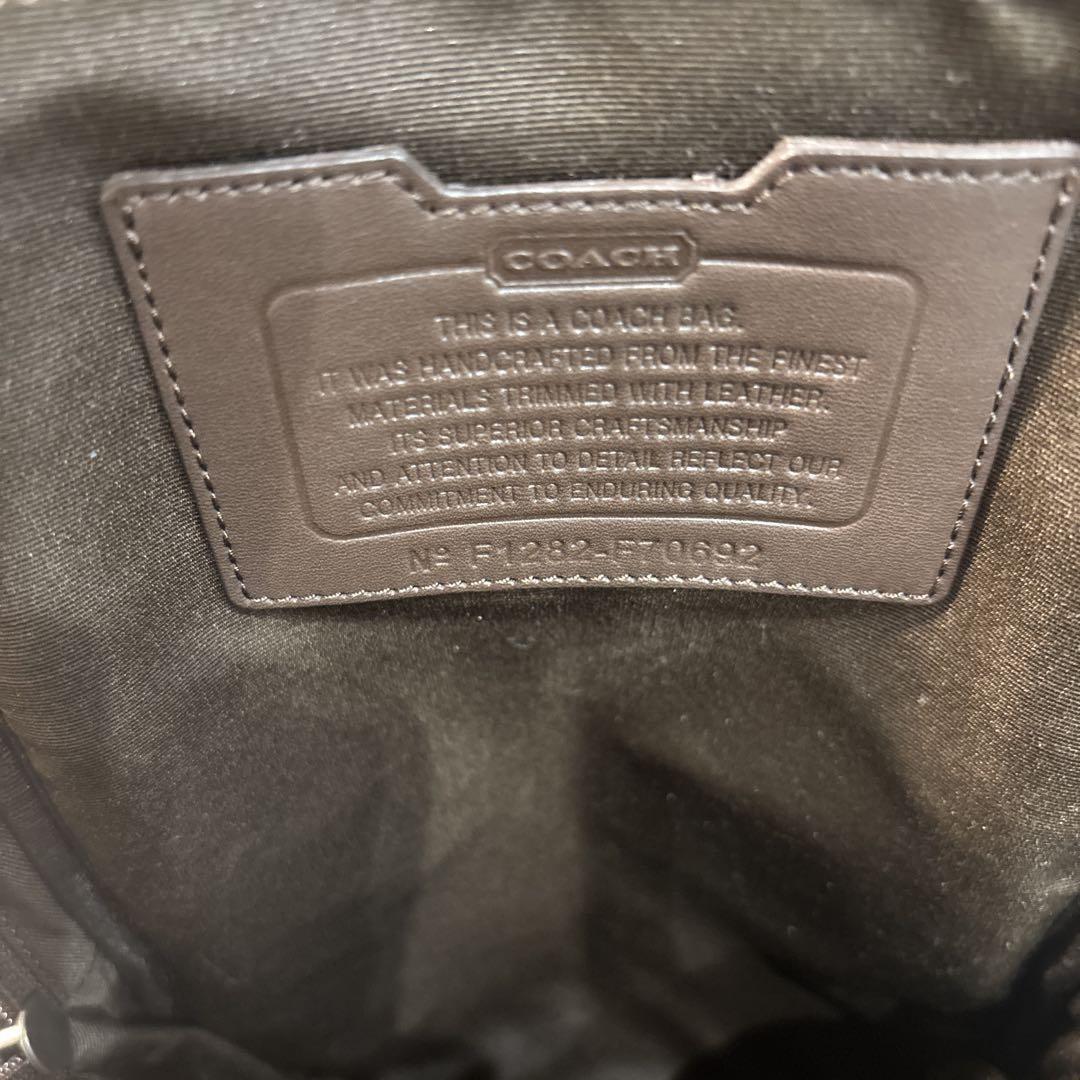 COACH
THIS IS A COACH BAG.
IT WAS HANDCRAFTED FROM THE FINEST
MATERIALS TRIMMED WITH LEATHER.
ITS SUPERIOR CRAFTSMANSHIP
AND ATTENTION TO DETAIL REFLECT OUR
COMMITMENT TO ENDURING QUALITY.
Nº F1282-F70692